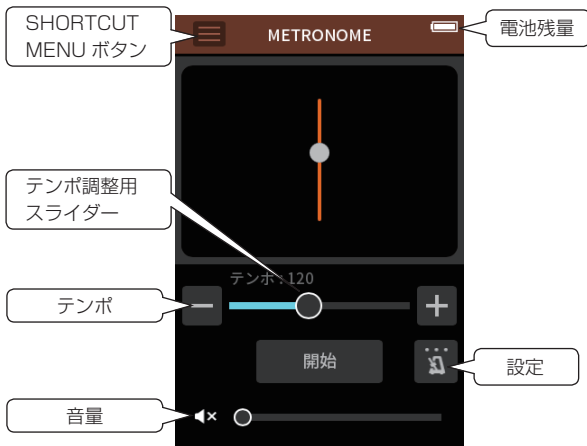 SHORTCUT
MENU ボタン
METRONOME
電池残量
テンポ調整用
スライダー
テンポ : 120
テンポ
開始
設定
音量